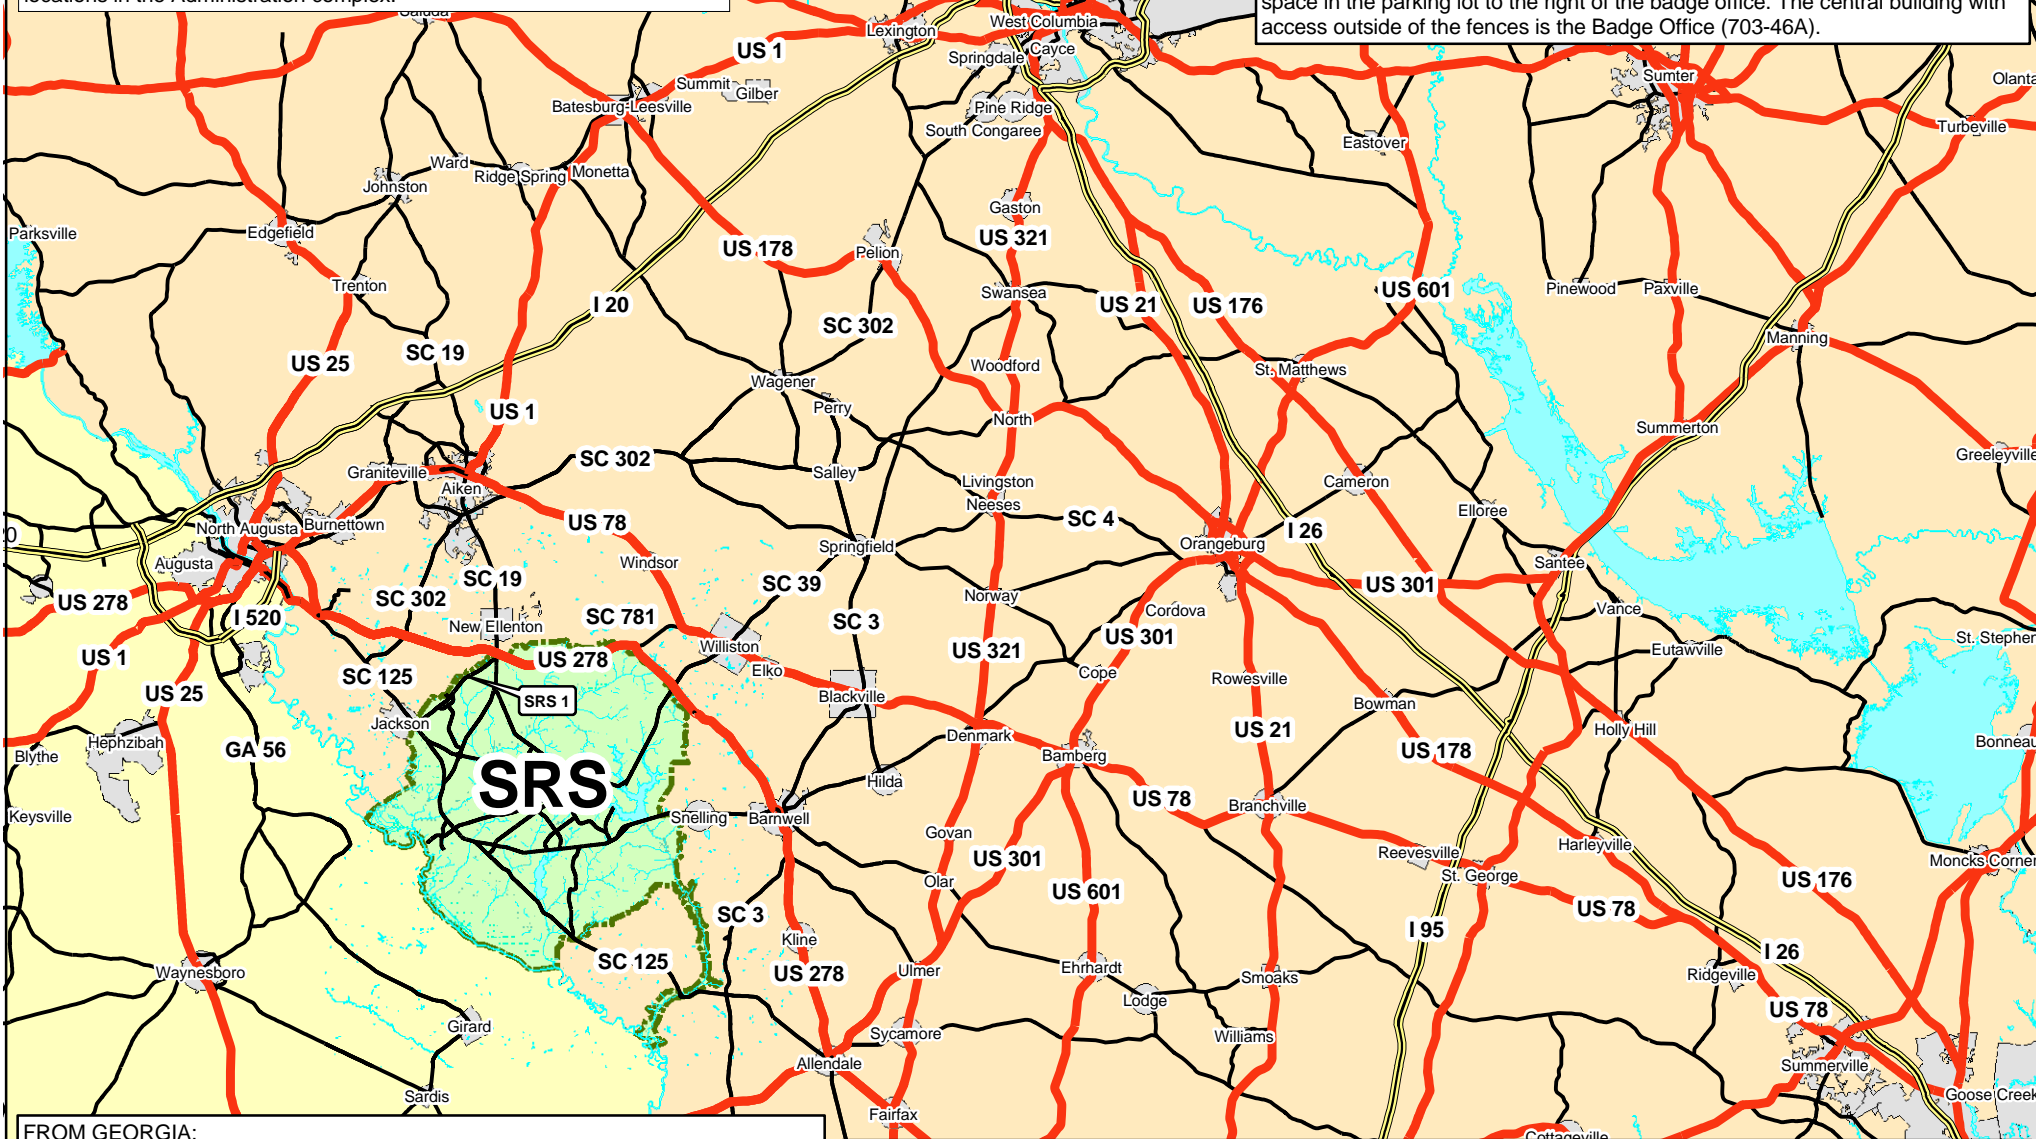 locations in the Administration complex.
space in the parking lot to the right of the badge office. The central building with
access outside of the fences is the Badge Office (703-46A).
Saluda
Lexington
West Columbia
Cayce
Springdale
US 1
Summit
Gilber
Batesburg-Leesville
Pine Ridge
South Congaree
Sumter
Olanta
Turbeville
Eastover
Ward
Johnston
Ridge Spring
Monetta
Parksville
Edgefield
Gaston
US 321
US 178
Pelion
Trenton
Swansea
I 20
US 21
US 176
US 601
Pinewood
Paxville
SC 302
Manning
US 25
SC 19
Woodford
St. Matthews
Wagener
US 1
Perry
North
Summerton
Greeleyville
SC 302
Graniteville
Aiken
Salley
Livingston
Neeses
Cameron
Elloree
North Augusta
Burnettown
US 78
SC 4
I 26
20
Augusta
Windsor
Springfield
Orangeburg
Santee
SC 19
SC 39
US 301
US 278
SC 302
I 520
New Ellenton
SC 781
SC 3
Norway
Cordova
Vance
US 301
St. Stephen
US 1
US 278
Williston
Elko
US 321
Eutawville
SC 125
Cope
Rowesville
US 25
SRS 1
Blackville
Bowman
Jackson
Hephzibah
Denmark
US 21
Holly Hill
Blythe
GA 56
Bamberg
US 178
Bonneau
SRS
Hilda
US 78
Branchville
Keysville
Snelling
Barnwell
Govan
US 301
Reevesville
Harleyville
Moncks Corner
Olar
US 601
St. George
US 176
SC 3
US 78
I 95
Kline
SC 125
US 278
Ulmer
Ehrhardt
Smoaks
I 26
Ridgeville
Waynesboro
Lodge
US 78
Girard
Sycamore
Williams
Allendale
Summerville
Sardis
Goose Creek
Fairfax
Cottageville
FROM GEORGIA: